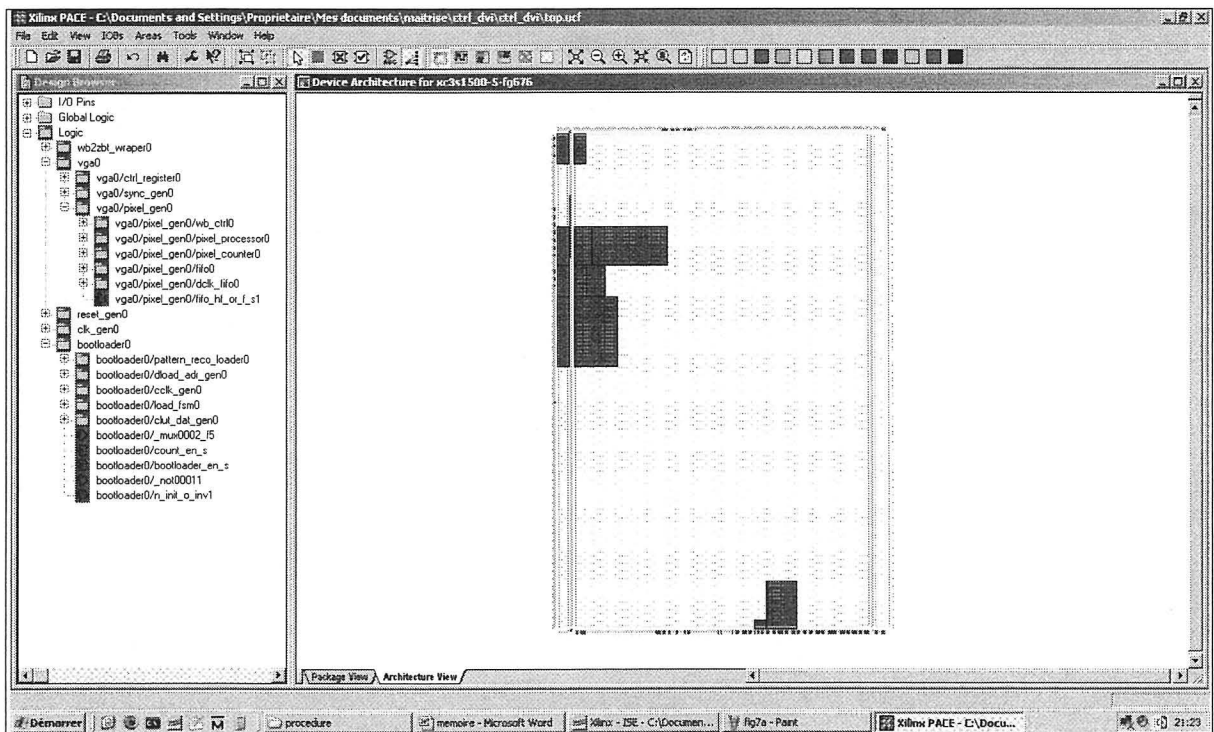 Xilinx PACE - C:\Documents and Settings\Proprietaire\Mes documents\maitrise\ctrl_dvi\ctrl_dvi\top.ucf
File Edit View IOBs Areas Tools Window Help
Design Browser
Device Architecture for xc3s1500-5-fg676
I/O Pins
Global Logic
Logic
wb2zbt_wraper0
vga0
vga0/ctrl_register0
vga0/sync_gen0
vga0/pixel_gen0
vga0/pixel_gen0/wb_ctrl0
vga0/pixel_gen0/pixel_processor0
vga0/pixel_gen0/pixel_counter0
vga0/pixel_gen0/fifo0
vga0/pixel_gen0/dclk_fifo0
vga0/pixel_gen0/fifo_hf_or_f_s1
reset_gen0
clk_gen0
bootloader0
bootloader0/pattern_reco_loader0
bootloader0/dload_adr_gen0
bootloader0/cclk_gen0
bootloader0/load_fsm0
bootloader0/clut_dat_gen0
bootloader0/_mux0002_f5
bootloader0/count_en_s
bootloader0/bootloader_en_s
bootloader0/_not00011
bootloader0/n_init_o_inv1
Package View Architecture View
Démarrer procedure memoire - Microsoft Word Xilinx - ISE - C:\Documen... fig7a - Paint Xilinx PACE - C:\Docu... 21:23